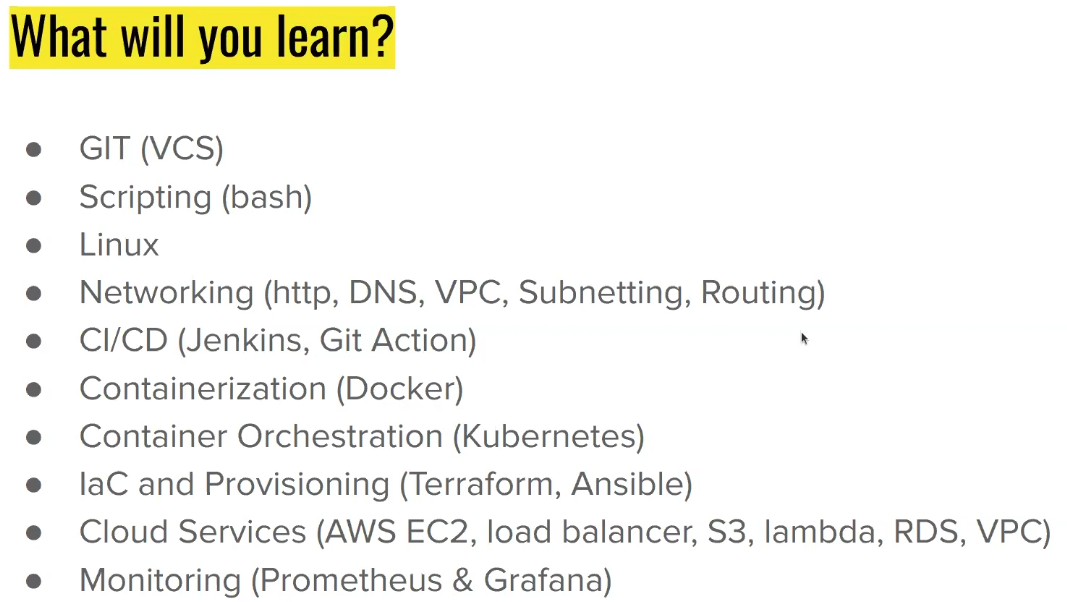 What will you learn?
● GIT (VCS)
● Scripting (bash)
● Linux
● Networking (http, DNS, VPC, Subnetting, Routing)
● CI/CD (Jenkins, Git Action)
● Containerization (Docker)
● Container Orchestration (Kubernetes)
● IaC and Provisioning (Terraform, Ansible)
● Cloud Services (AWS EC2, load balancer, S3, lambda, RDS, VPC)
● Monitoring (Prometheus & Grafana)